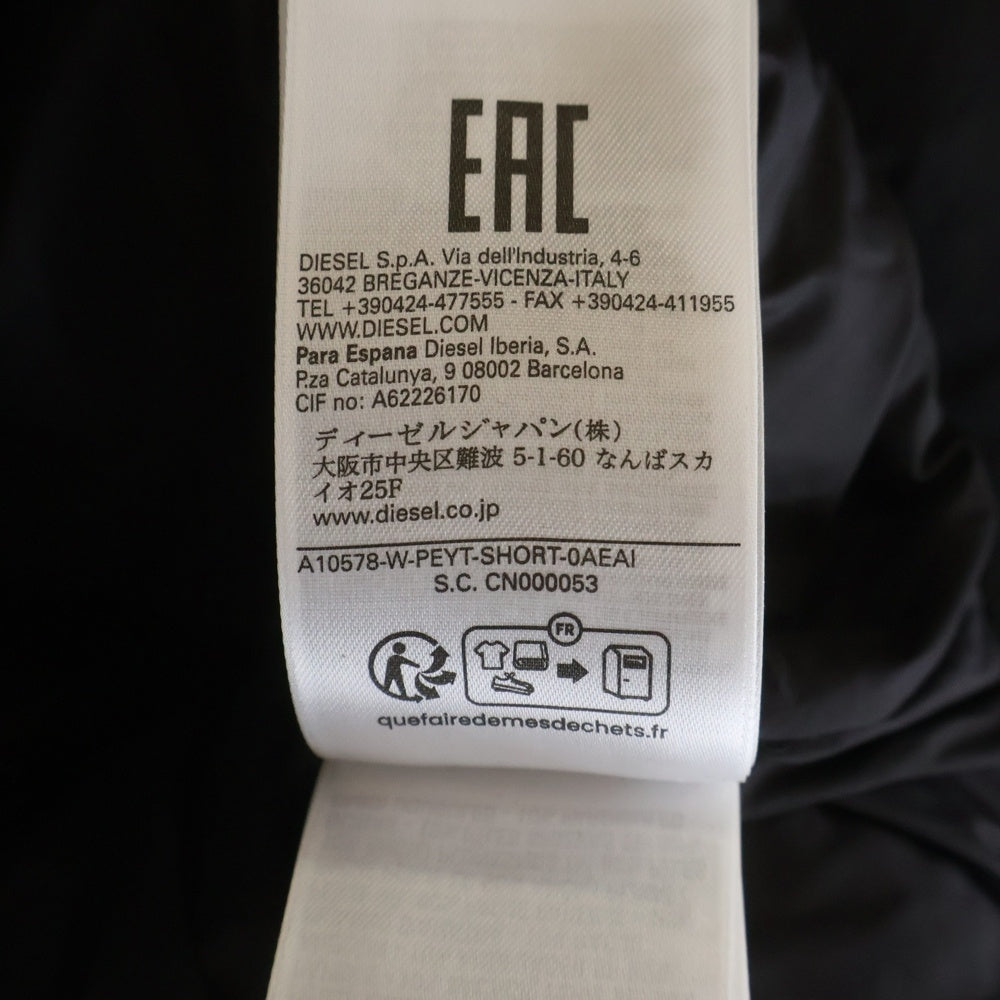 EAC
DIESEL S.p.A. Via dell'Industria, 4-6
36042 BREGANZE-VICENZA-ITALY
TEL +390424-477555 - FAX +390424-411955
WWW.DIESEL.COM
Para Espana Diesel Iberia, S.A.
P.za Catalunya, 9 08002 Barcelona
CIF no: A62226170
ディーゼルジャパン(株)
大阪市中央区難波 5-1-60 なんばスカ
イオ25F
www.diesel.co.jp
A10578-W-PEYT-SHORT-0AEAI
S.C. CN000053
FR
quefairedemesdechets.fr